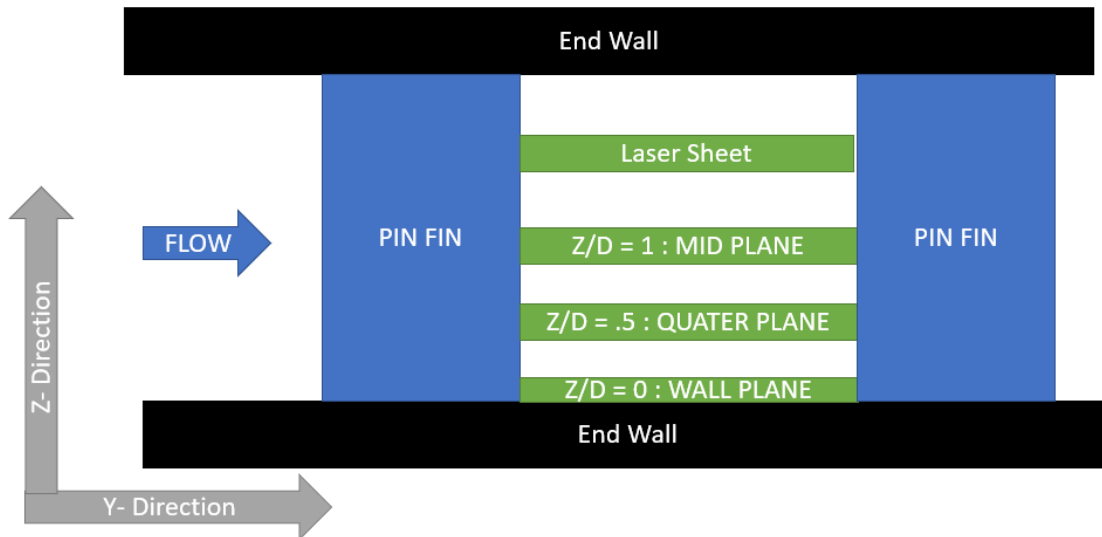 End Wall
Laser Sheet
FLOW
PIN FIN
Z/D = 1 : MID PLANE
PIN FIN
Z/D = .5 : QUATER PLANE
Z/D = 0 : WALL PLANE
End Wall
Z- Direction
Y- Direction